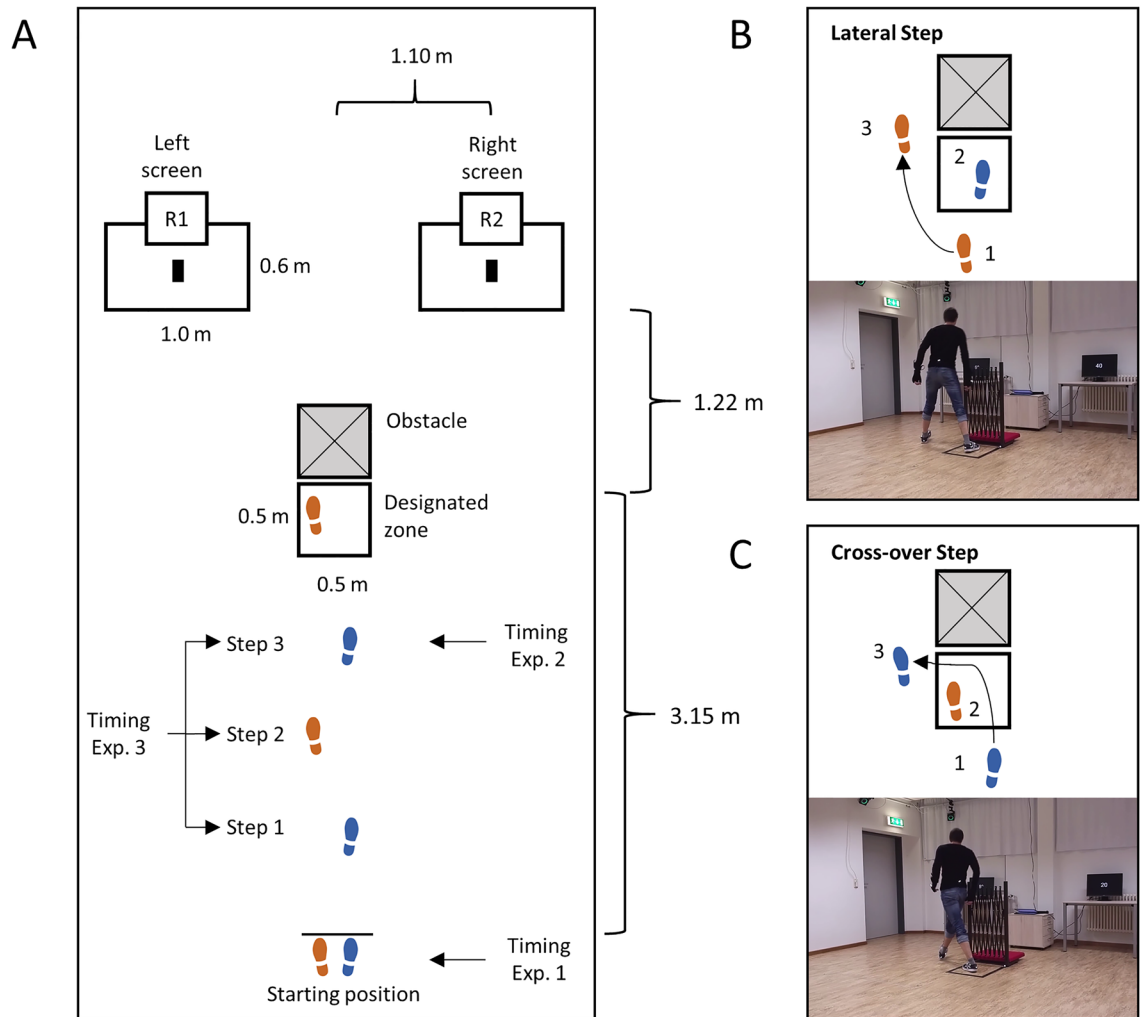 A
1.10 m
Left
screen
Right
screen
R1
R2
0.6 m
1.0 m
1.22 m
Obstacle
Designated
zone
0.5 m
0.5 m
Step 3
Timing
Exp. 2
Timing
Exp. 3
Step 2
3.15 m
Step 1
Timing
Exp. 1
Starting position
B
Lateral Step
3
2
1
40
C
Cross-over Step
3
2
1
20